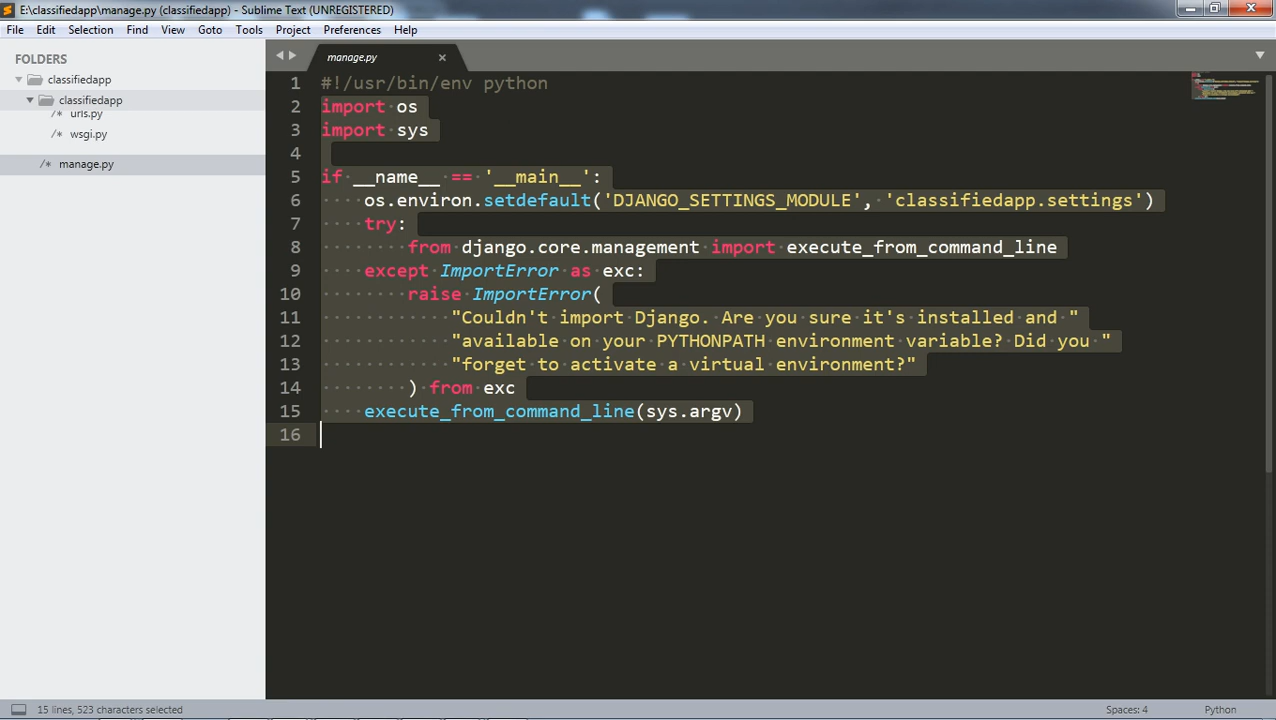 E:\classifiedapp\manage.py (classifiedapp) - Sublime Text (UNREGISTERED)
File Edit Selection Find View Goto Tools Project Preferences Help
FOLDERS
classifiedapp
classifiedapp
/* urls.py
/* wsgi.py
/* manage.py
manage.py
1 #!/usr/bin/env python
2 import os
3 import sys
4
5 if __name__ == '__main__':
6     os.environ.setdefault('DJANGO_SETTINGS_MODULE', 'classifiedapp.settings')
7     try:
8         from django.core.management import execute_from_command_line
9     except ImportError as exc:
10         raise ImportError(
11             "Couldn't import Django. Are you sure it's installed and "
12             "available on your PYTHONPATH environment variable? Did you "
13             "forget to activate a virtual environment?"
14         ) from exc
15     execute_from_command_line(sys.argv)
16
15 lines, 523 characters selected
Spaces: 4
Python